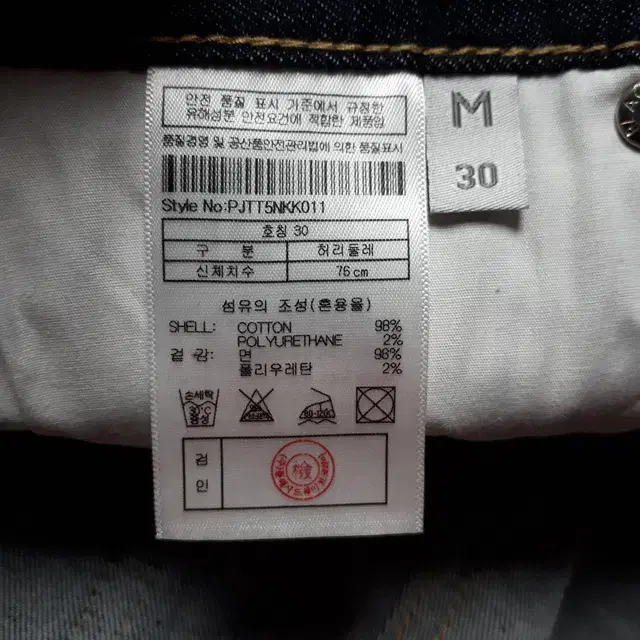 안전 품질 표시 기준에서 규정한
유해성분 안전요건에 적합한 제품임
품질경영 및 공산품안전관리법에 의한 품질표시
Style No:PJTT5NKK011
호칭 30
구 분 허리둘레
신체치수 76cm
섬유의 조성(혼용율)
SHELL: COTTON 98%
POLYURETHANE 2%
겉 감: 면 98%
폴리우레탄 2%
손세탁
30℃
중성
80-120℃
검
인
M
30